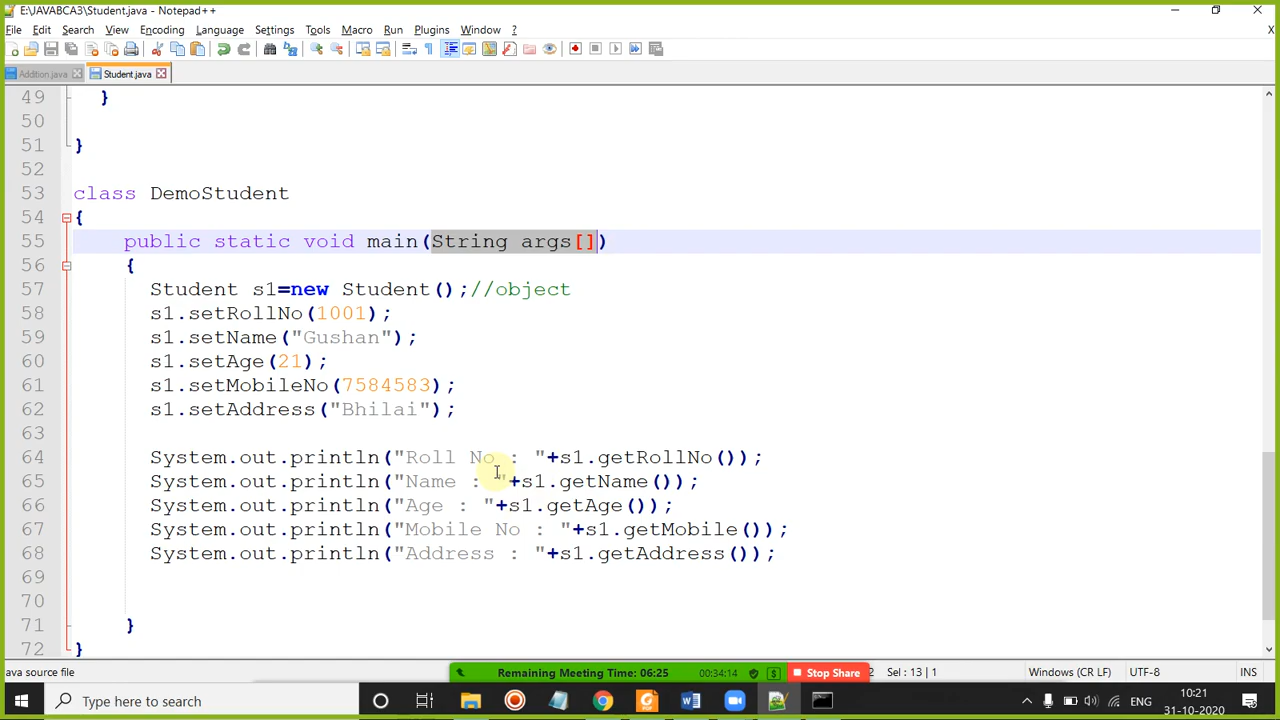 E:\JAVABCA3\Student.java - Notepad++
File Edit Search View Encoding Language Settings Tools Macro Run Plugins Window ? X
Addition.java Student.java
49 }
50
51 }
52
53 class DemoStudent
54 {
55 public static void main(String args[])
56 {
57 Student s1=new Student();//object
58 s1.setRollNo(1001);
59 s1.setName("Gushan");
60 s1.setAge(21);
61 s1.setMobileNo(7584583);
62 s1.setAddress("Bhilai");
63
64 System.out.println("Roll No : "+s1.getRollNo());
65 System.out.println("Name : "+s1.getName());
66 System.out.println("Age : "+s1.getAge());
67 System.out.println("Mobile No : "+s1.getMobile());
68 System.out.println("Address : "+s1.getAddress());
69
70
71 }
72 }
ava source file Remaining Meeting Time: 06:25 00:34:14 Stop Share 2 Sel : 13 | 1 Windows (CR LF) UTF-8 INS
Type here to search ENG 10:21
31-10-2020